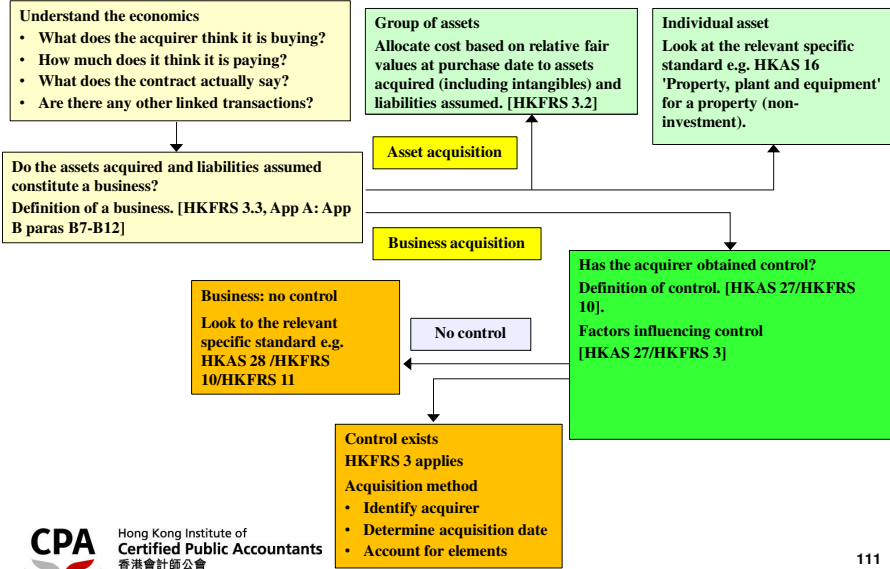 Understand the economics
• What does the acquirer think it is buying?
• How much does it think it is paying?
• What does the contract actually say?
• Are there any other linked transactions?
Group of assets
Allocate cost based on relative fair
values at purchase date to assets
acquired (including intangibles) and
liabilities assumed. [HKFRS 3.2]
Individual asset
Look at the relevant specific
standard e.g. HKAS 16
'Property, plant and equipment'
for a property (non-
investment).
Asset acquisition
Do the assets acquired and liabilities assumed
constitute a business?
Definition of a business. [HKFRS 3.3, App A: App
B paras B7-B12]
Business acquisition
Has the acquirer obtained control?
Definition of control. [HKAS 27/HKFRS
10].
Factors influencing control
[HKAS 27/HKFRS 3]
Business: no control
Look to the relevant
specific standard e.g.
HKAS 28 /HKFRS
10/HKFRS 11
No control
Control exists
HKFRS 3 applies
Acquisition method
• Identify acquirer
• Determine acquisition date
• Account for elements
CPA
Hong Kong Institute of
Certified Public Accountants
香港會計師公會
111